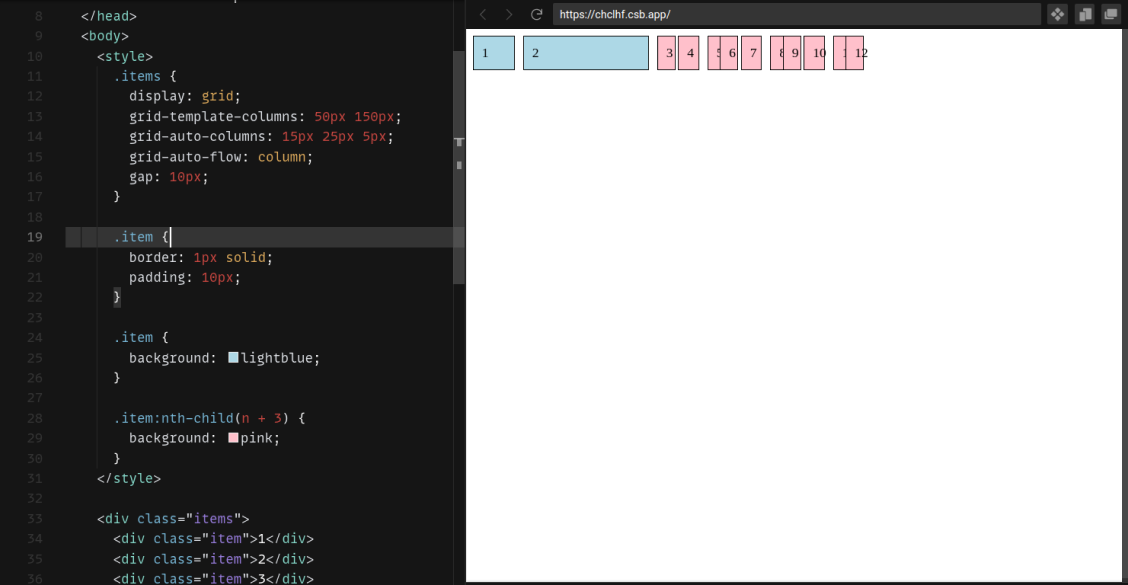 https://chclhf.csb.app/
8 </head>
9 <body>
10 <style>
11 .items {
12 display: grid;
13 grid-template-columns: 50px 150px;
14 grid-auto-columns: 15px 25px 5px;
15 grid-auto-flow: column;
16 gap: 10px;
17 }
18
19 .item {
20 border: 1px solid;
21 padding: 10px;
22 }
23
24 .item {
25 background: lightblue;
26 }
27
28 .item:nth-child(n + 3) {
29 background: pink;
30 }
31 </style>
32
33 <div class="items">
34 <div class="item">1</div>
35 <div class="item">2</div>
36 <div class="item">3</div>
1 2 3 4 5 6 7 8 9 10 12